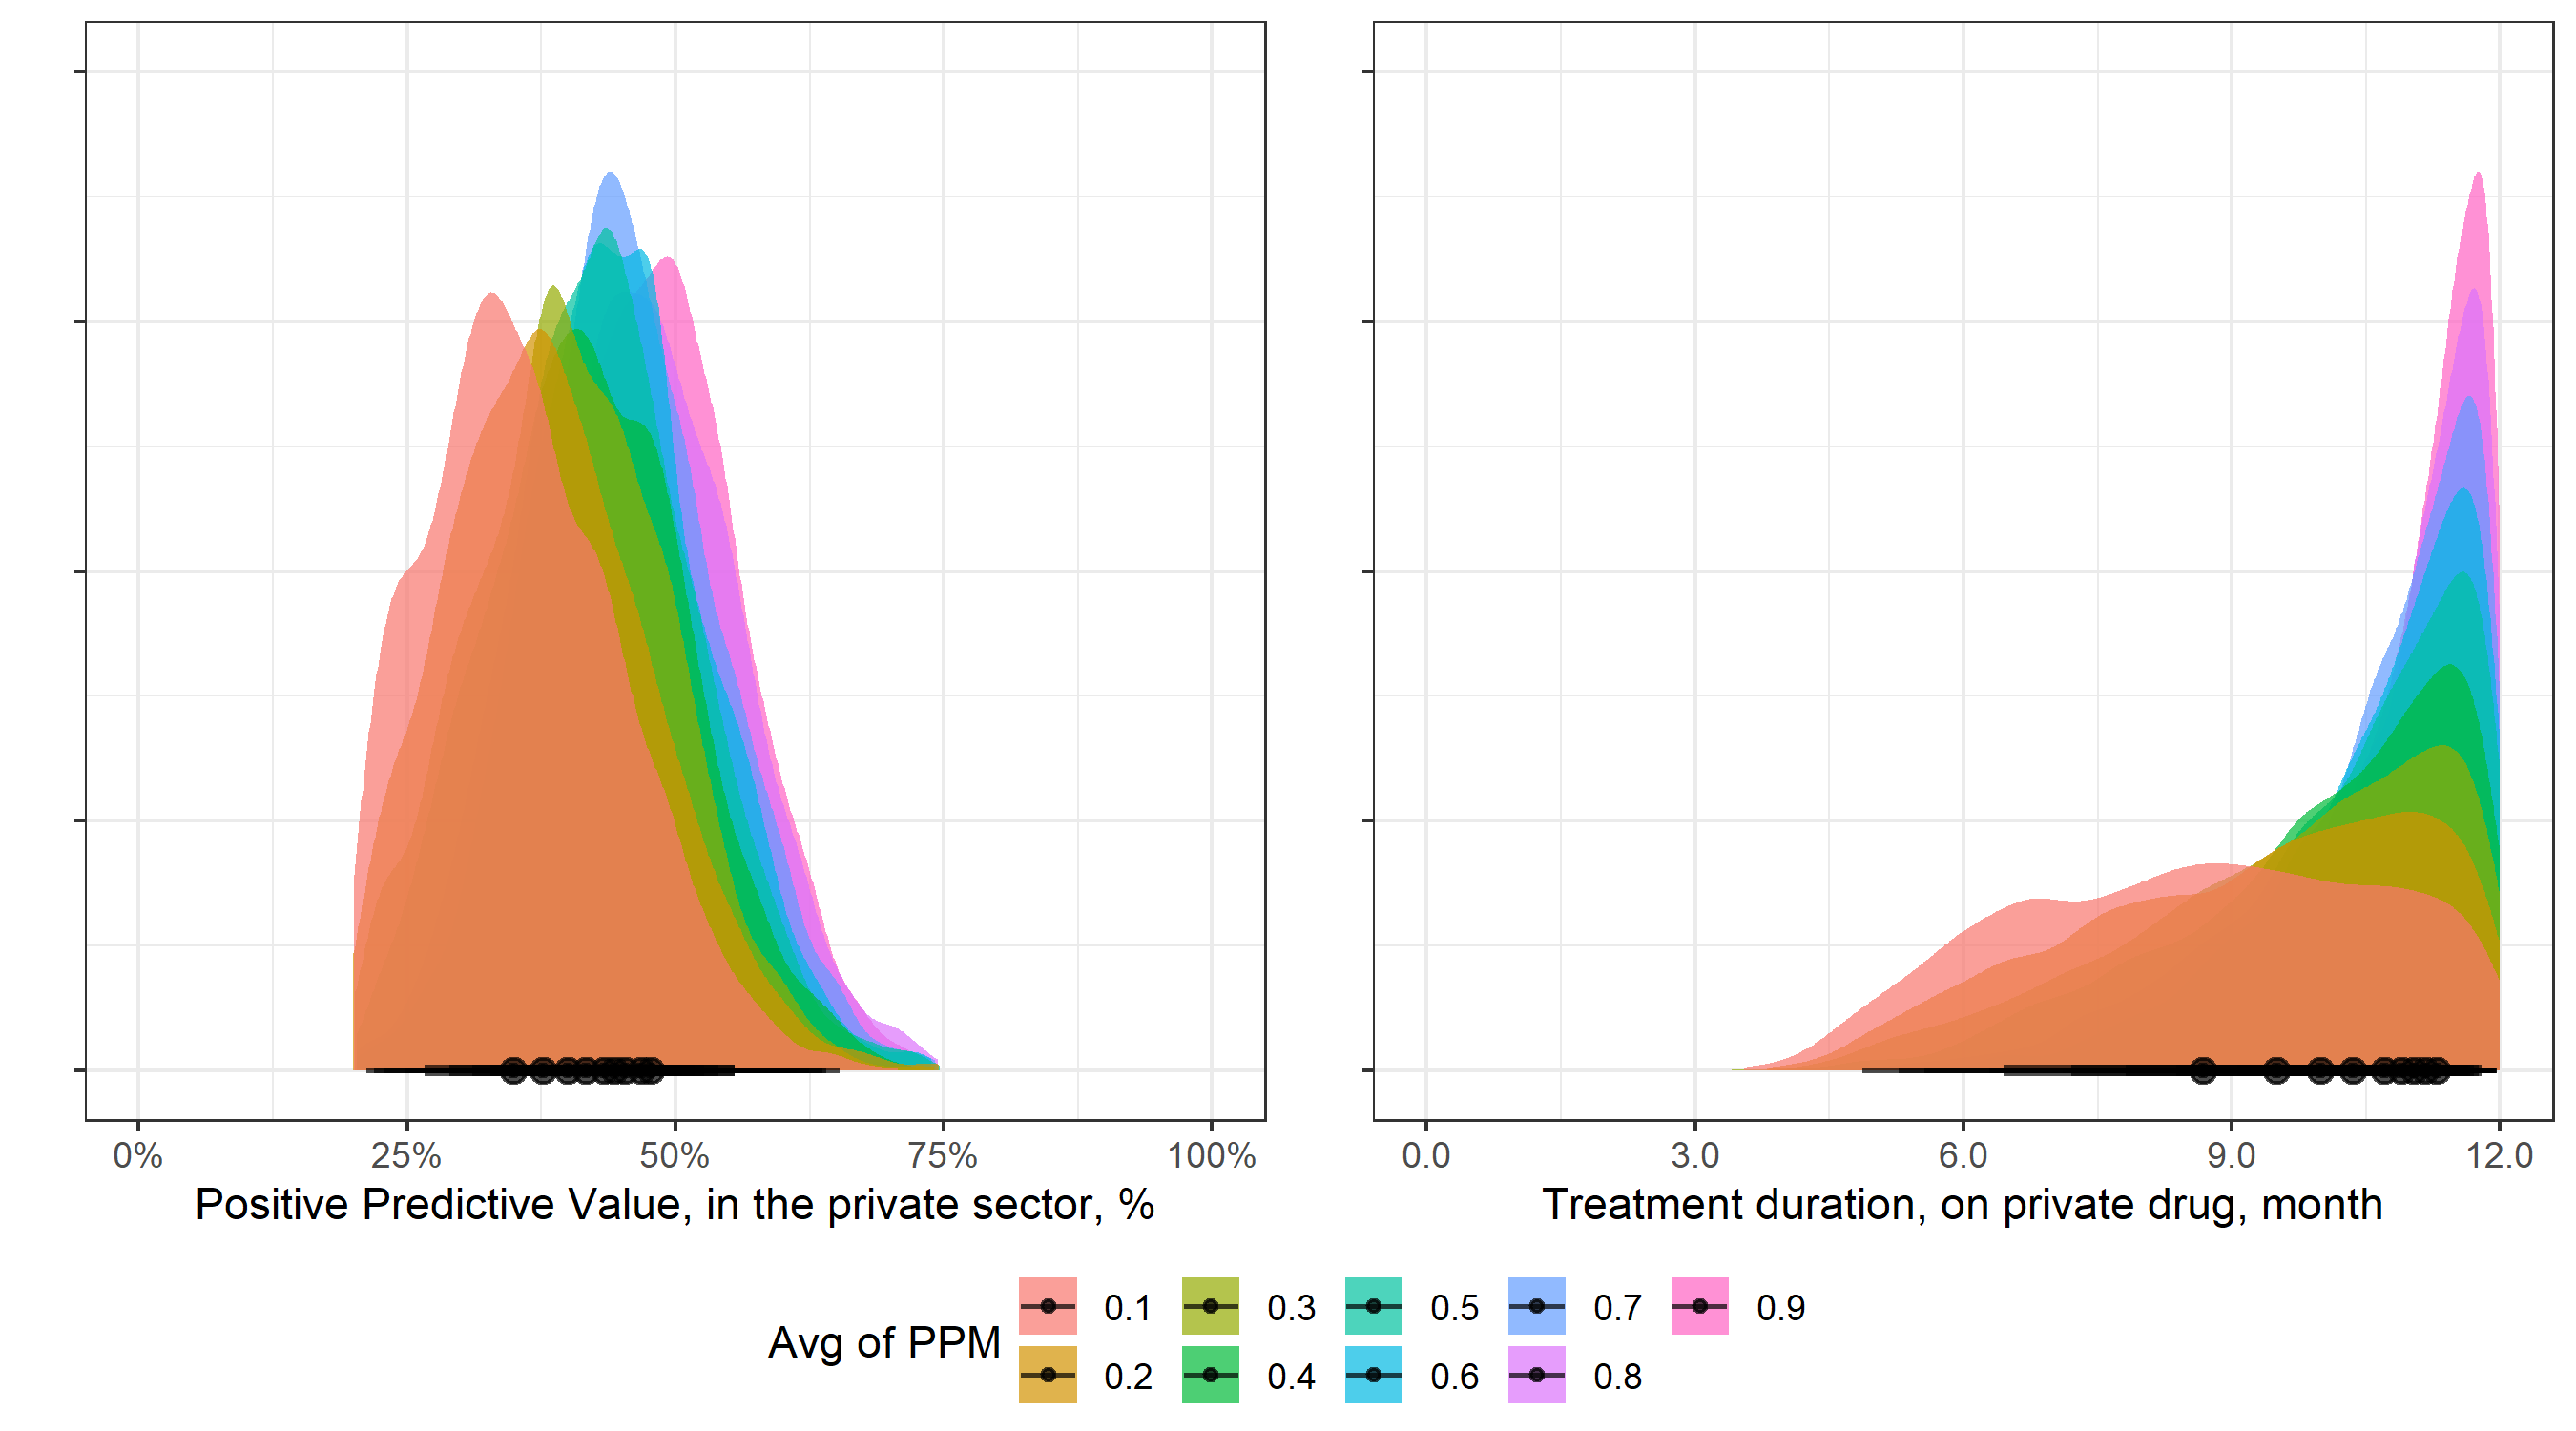 0% 25% 50% 75% 100%
Positive Predictive Value, in the private sector, %
0.0 3.0 6.0 9.0 12.0
Treatment duration, on private drug, month
Avg of PPM
0.1 0.3 0.5 0.7 0.9
0.2 0.4 0.6 0.8